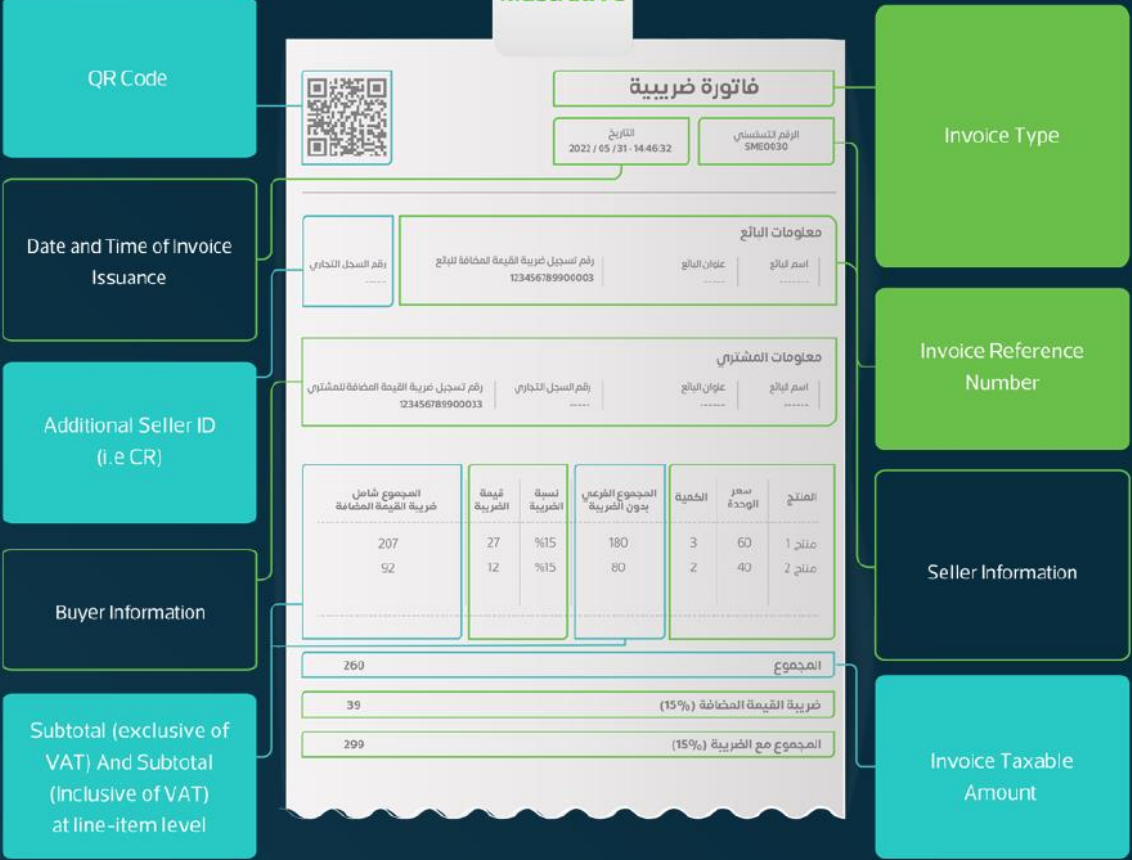 QR Code
Date and Time of Invoice
Issuance
Additional Seller ID
(i.e CR)
Buyer Information
Subtotal (exclusive of
VAT) And Subtotal
(Inclusive of VAT)
at line-item level
فاتورة ضريبية
الرقم التسلسلي
SME0030
التاريخ
2022 / 05 / 31 - 14:46:32
معلومات البائع
اسم البائع
-------
عنوان البائع
------
رقم تسجيل ضريبة القيمة المضافة للبائع
123456789900003
رقم السجل التجاري
-----
معلومات المشتري
اسم البائع
------
عنوان البائع
------
رقم السجل التجاري
-----
رقم تسجيل ضريبة القيمة المضافة للمشتري
123456789900033
المنتج سعر الوحدة الكمية المجموع الفرعي بدون الضريبة نسبة الضريبة قيمة الضريبة المجموع شامل ضريبة القيمة المضافة
منتج 1 60 3 180 %15 27 207
منتج 2 40 2 80 %15 12 92
المجموع 260
ضريبة القيمة المضافة (15%) 39
المجموع مع الضريبة (15%) 299
Invoice Type
Invoice Reference
Number
Seller Information
Invoice Taxable
Amount